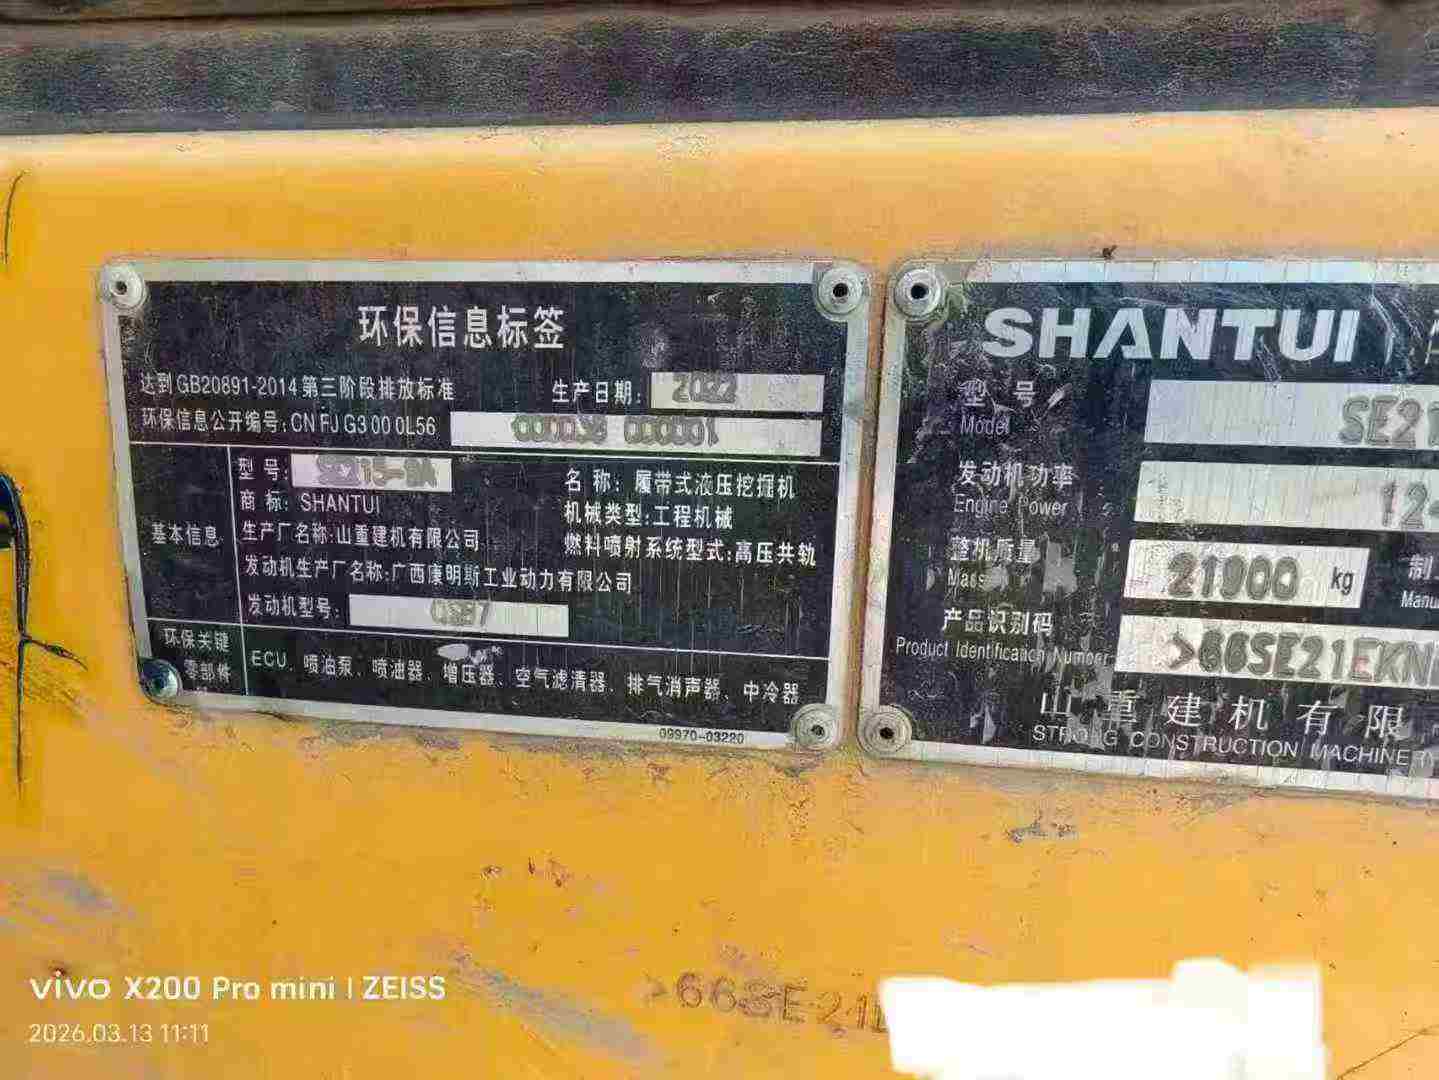 环保信息标签
达到GB20891-2014第三阶段排放标准 生产日期: 2022
环保信息公开编号: CN FJ G3 00 0L56 000001
型号: 
商标: SHANTUI
生产厂名称:山重建机有限公司
发动机生产厂名称:广西康明斯工业动力有限公司
发动机型号:
名称: 履带式液压挖掘机
机械类型:工程机械
燃料喷射系统型式:高压共轨
基本信息
环保关键零部件
ECU、喷油泵、喷油器、增压器、空气滤清器、排气消声器、中冷器
09970-03220
SHANTUI
型号 SE21
Model
发动机功率 12
Engine Power
整机质量 21900 kg 制
Mass Manu
产品识别码 >66SE21EKN
Product Identification Number
山重建机有限
STRONG CONSTRUCTION MACHINERY
>66SE21
vivo X200 Pro mini | ZEISS
2026.03.13 11:11